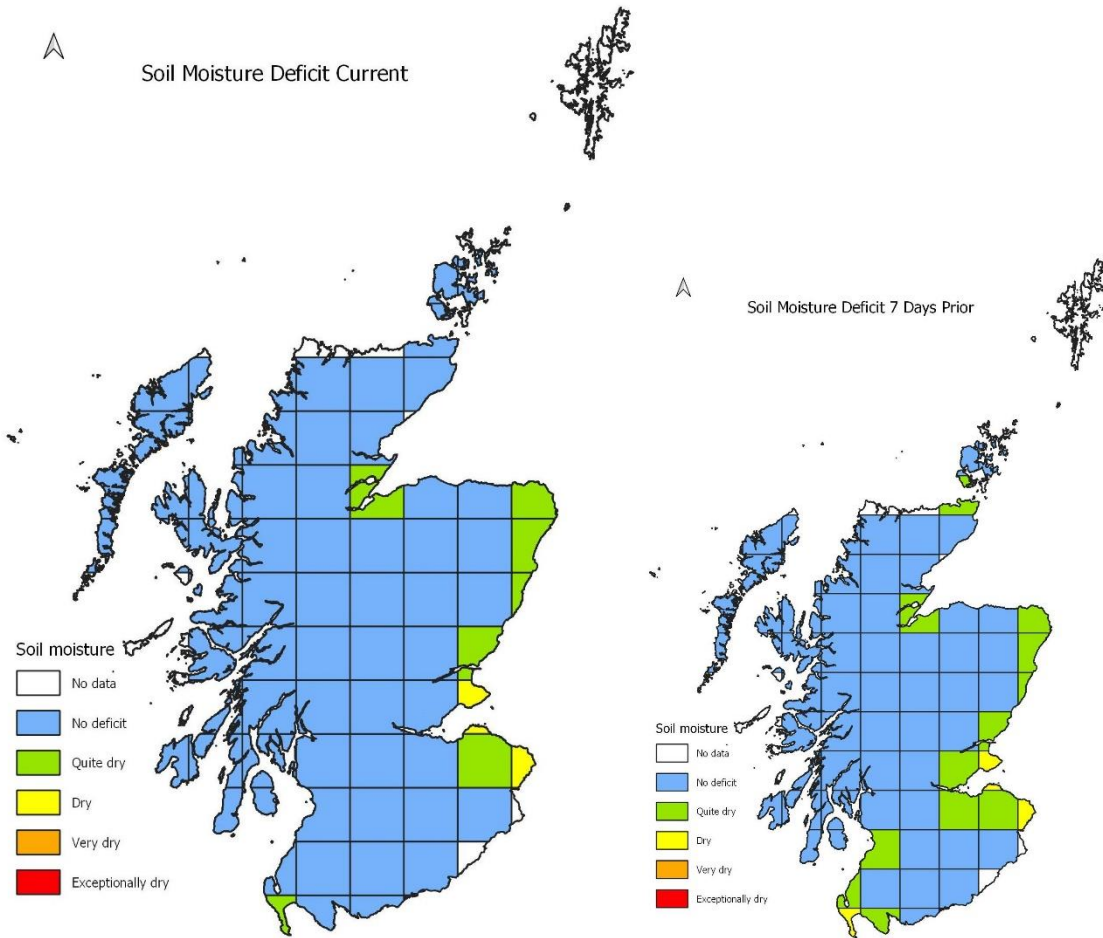 Soil Moisture Deficit Current
Soil moisture
No data
No deficit
Quite dry
Dry
Very dry
Exceptionally dry
Soil Moisture Deficit 7 Days Prior
Soil moisture
No data
No deficit
Quite dry
Dry
Very dry
Exceptionally dry